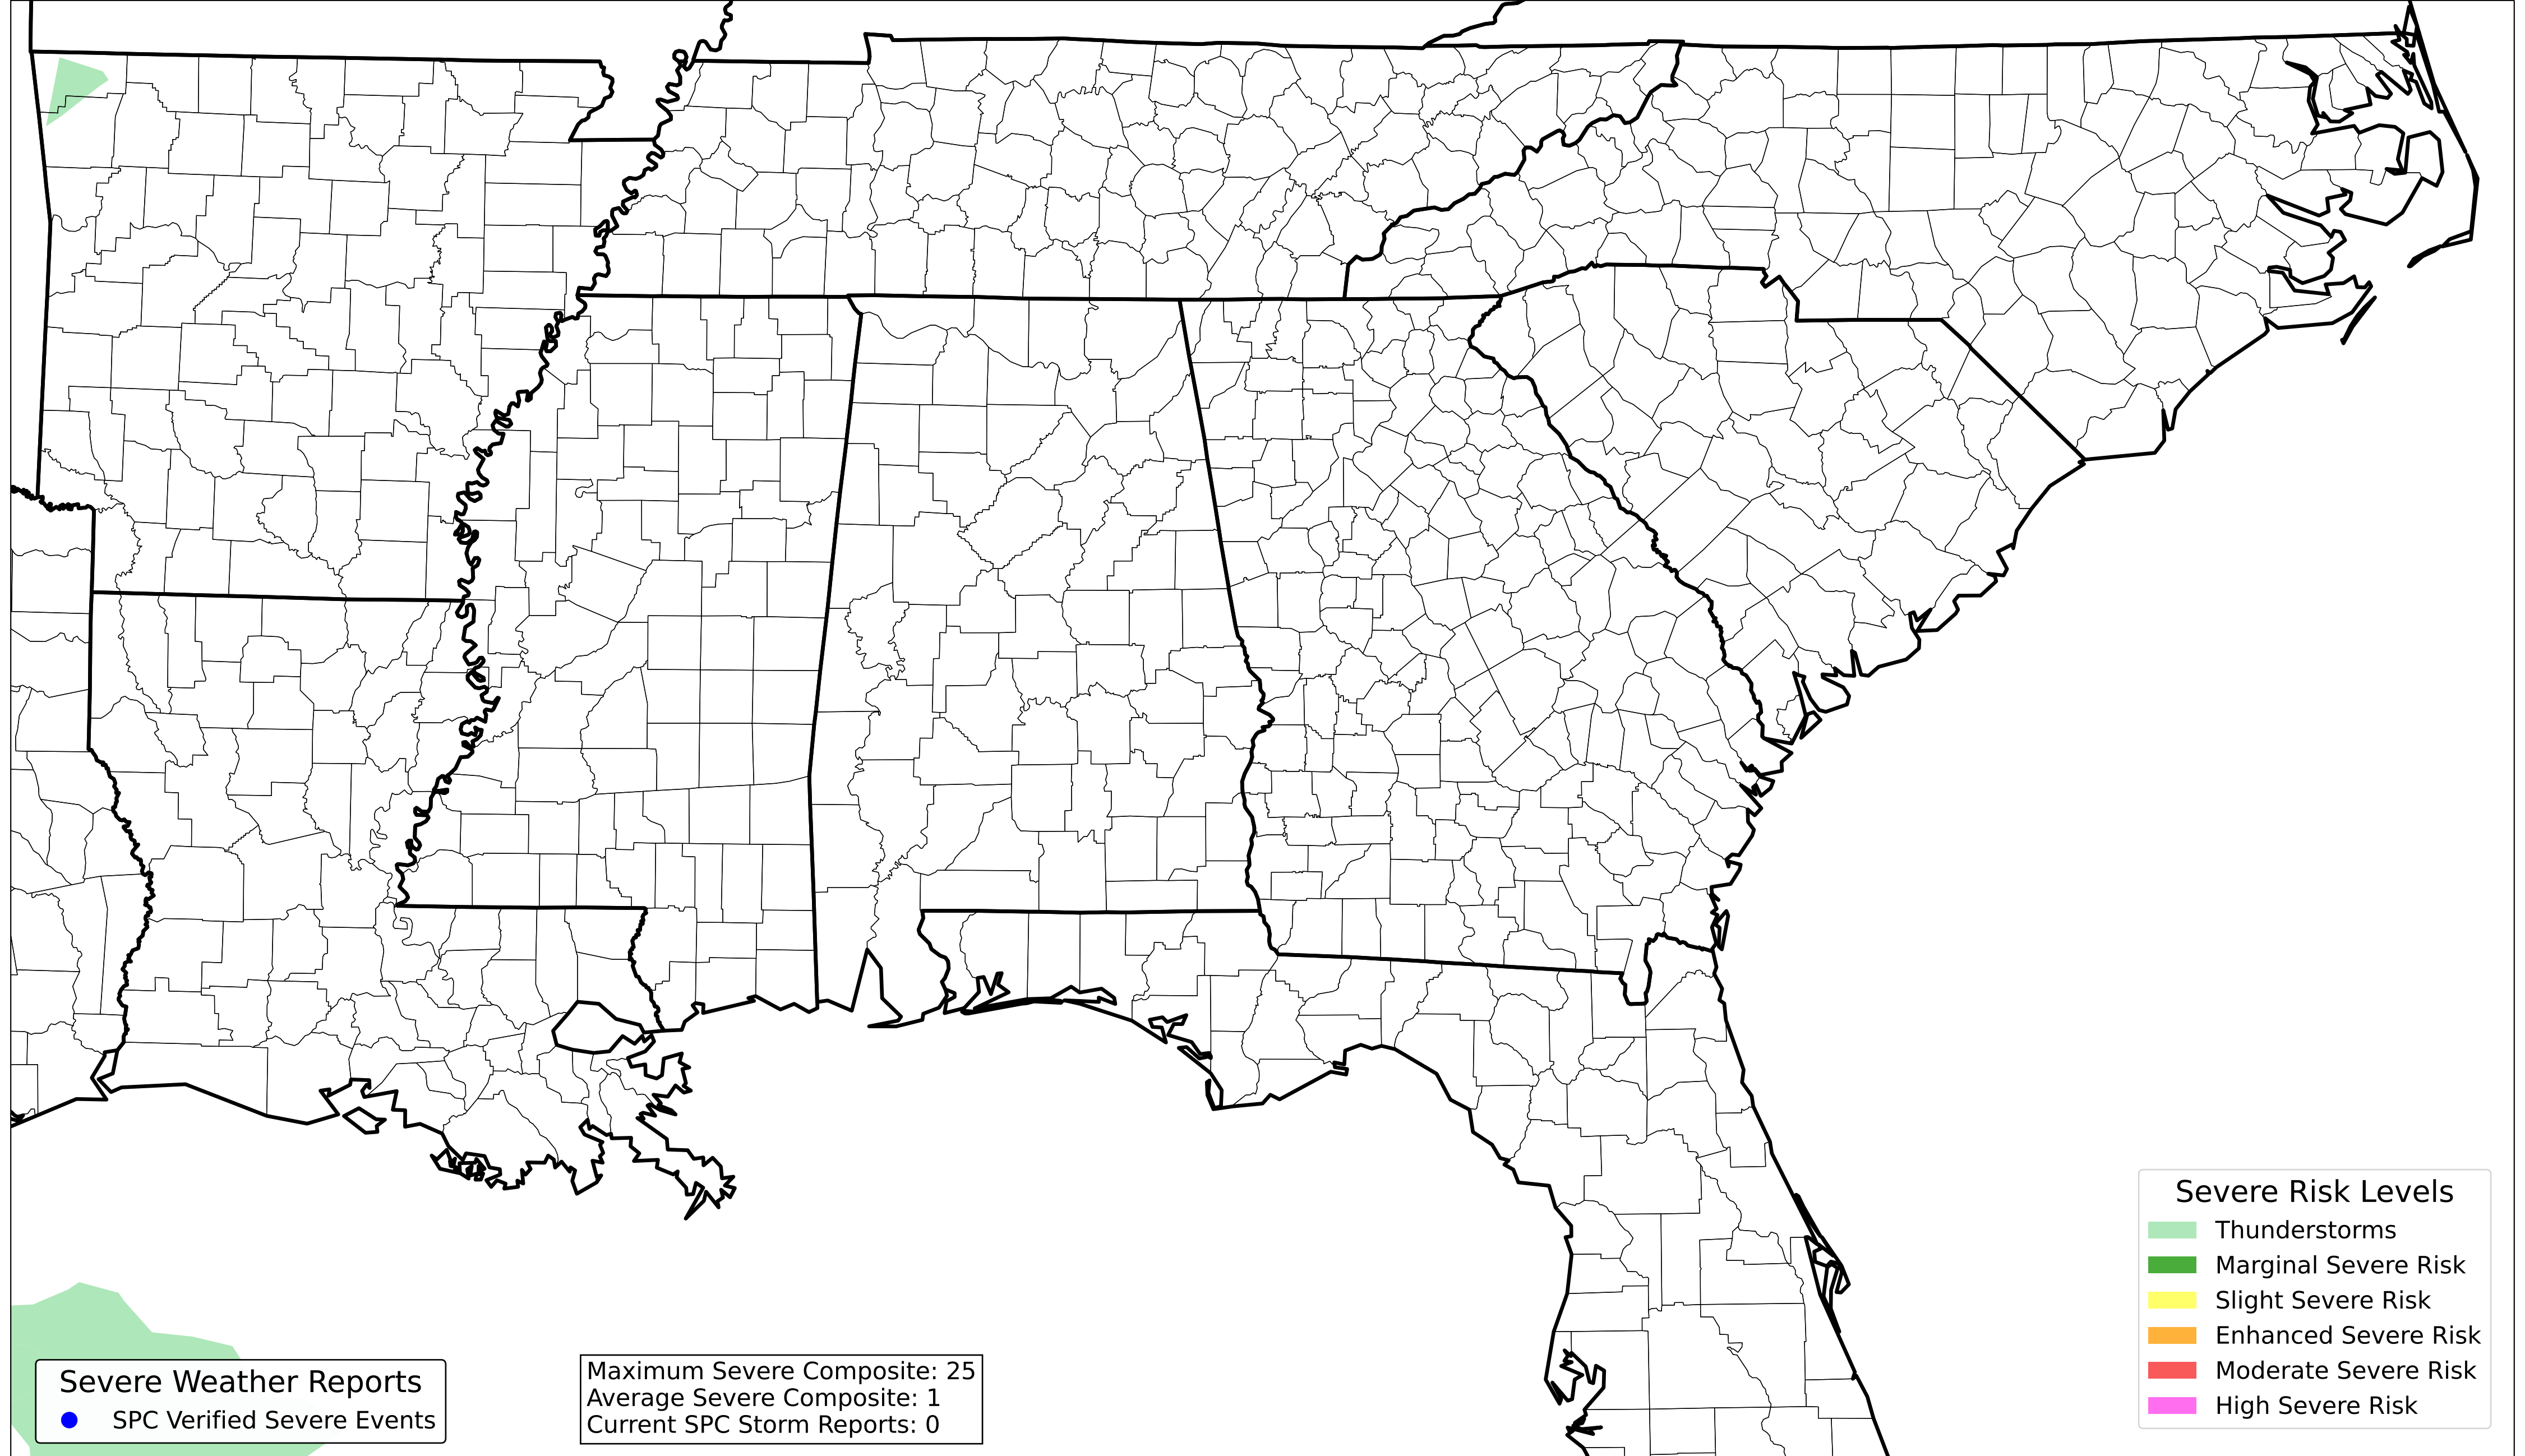 Severe Weather Reports
SPC Verified Severe Events
Maximum Severe Composite: 25
Average Severe Composite: 1
Current SPC Storm Reports: 0
Severe Risk Levels
Thunderstorms
Marginal Severe Risk
Slight Severe Risk
Enhanced Severe Risk
Moderate Severe Risk
High Severe Risk